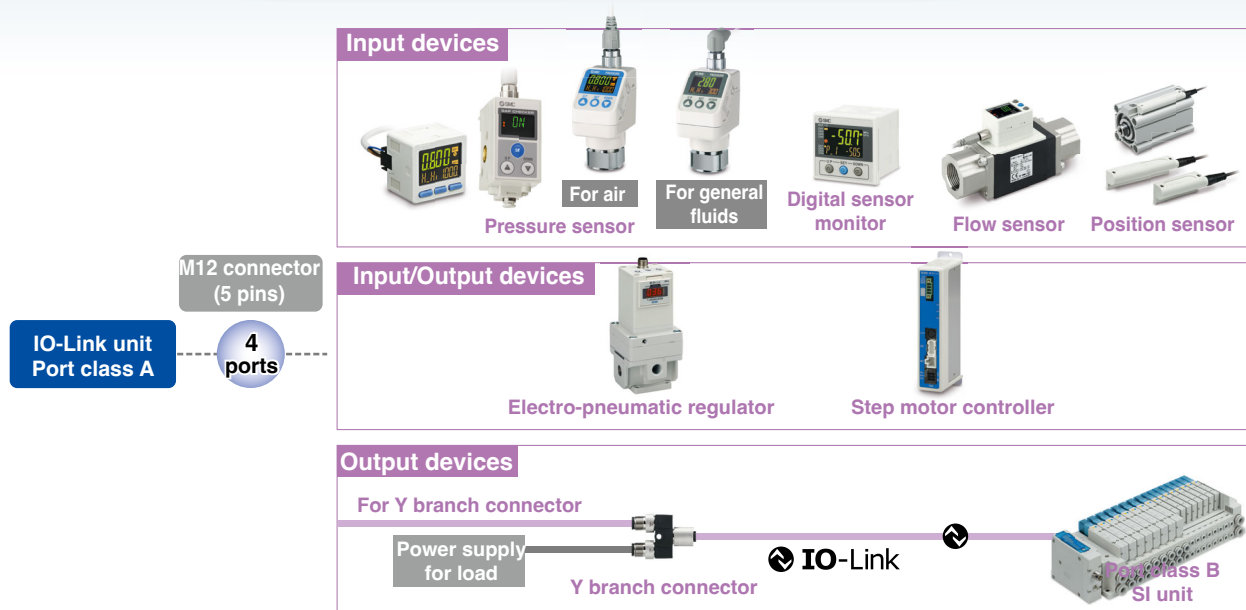 Input devices
For air
For general
fluids
Pressure sensor
Digital sensor
monitor
Flow sensor
Position sensor
M12 connector
(5 pins)
IO-Link unit
Port class A
4
ports
Input/Output devices
Electro-pneumatic regulator
Step motor controller
Output devices
For Y branch connector
Power supply
for load
Y branch connector
IO-Link
Port class B
SI unit